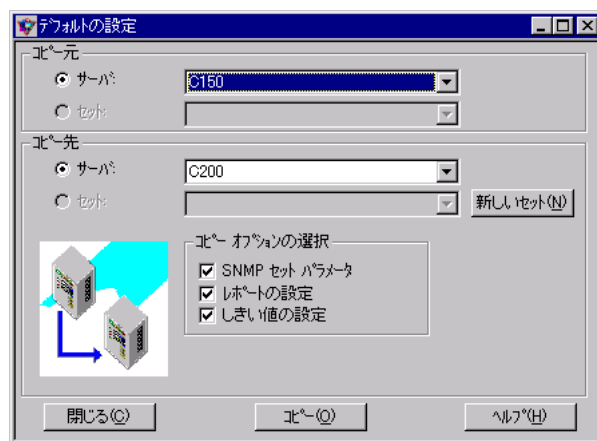 ﾃﾞﾌｫﾙﾄの設定
ｺﾋﾟｰ元
ｻｰﾊﾞ:
C150
ｾｯﾄ:
ｺﾋﾟｰ先
ｻｰﾊﾞ:
C200
ｾｯﾄ:
新しいｾｯﾄ(N)
ｺﾋﾟｰ ｵﾌﾟｼｮﾝの選択
SNMP ｾｯﾄ ﾊﾟﾗﾒｰﾀ
ﾚﾎﾟｰﾄの設定
しきい値の設定
閉じる(C)
ｺﾋﾟｰ(O)
ﾍﾙﾌﾟ(H)